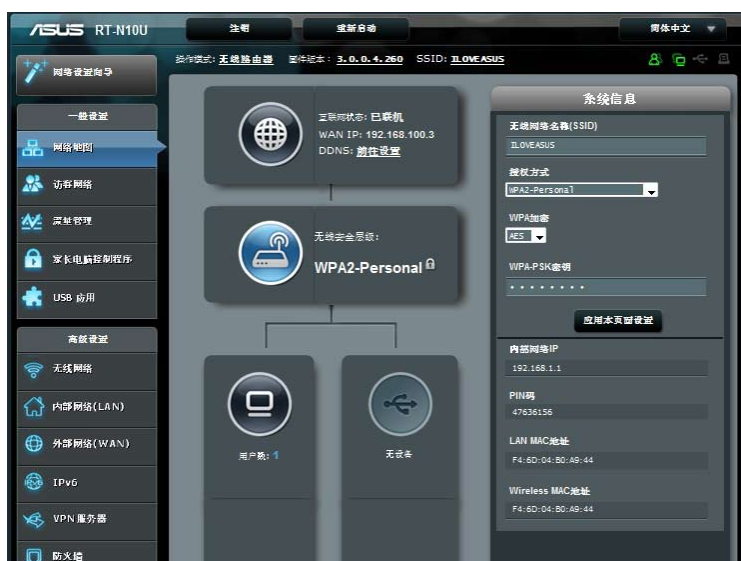 ASUS RT-N10U
注销
重新启动
简体中文
操作模式: 无线路由器 固件版本: 3.0.0.4.260 SSID: ILOVEASUS
网络设置向导
一般设置
网络地图
访客网络
流量管理
家长电脑控制程序
USB 应用
高级设置
无线网络
内部网络(LAN)
外部网络(WAN)
IPv6
VPN 服务器
防火墙
互联网状态: 已联机
WAN IP: 192.168.100.3
DDNS: 前往设置
无线安全层级:
WPA2-Personal
用户数: 1
无设备
系统信息
无线网络名称(SSID)
ILOVEASUS
授权方式
WPA2-Personal
WPA加密
AES
WPA-PSK密钥
应用本页面设置
内部网络IP
192.168.1.1
PIN码
47636156
LAN MAC地址
F4:6D:04:B0:A9:44
Wireless MAC地址
F4:6D:04:B0:A9:44